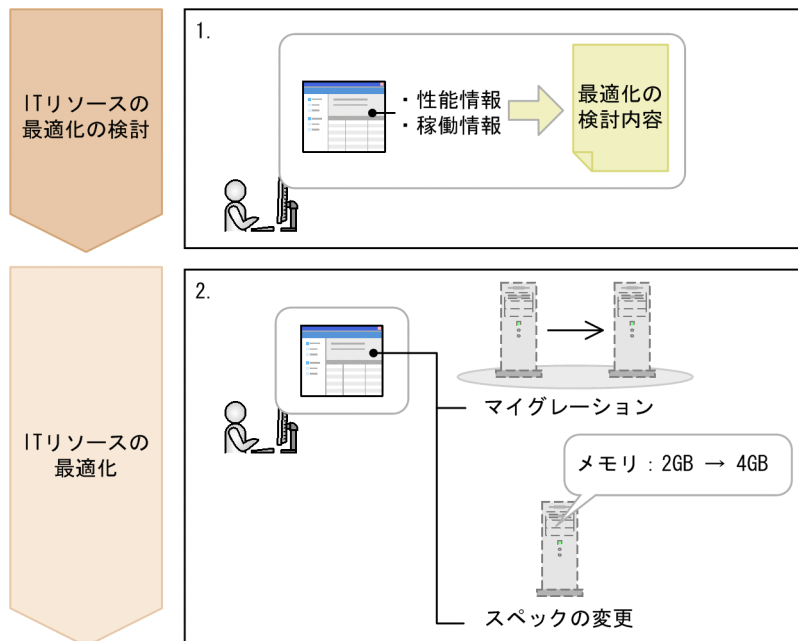 ITリソースの
最適化の検討
1.
・性能情報
・稼働情報
最適化の
検討内容
ITリソースの
最適化
2.
マイグレーション
メモリ：2GB → 4GB
スペックの変更